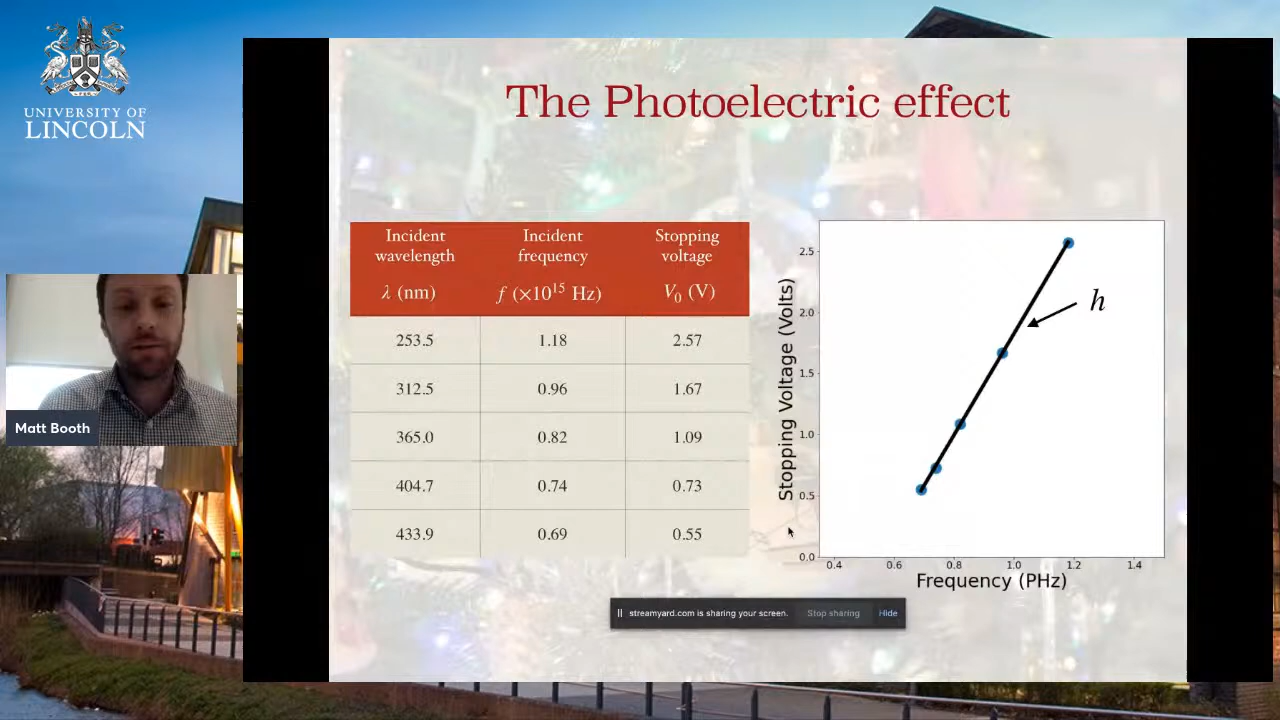 UNIVERSITY OF
LINCOLN
The Photoelectric effect
Incident wavelength λ (nm)
Incident frequency f (×10¹⁵ Hz)
Stopping voltage V₀ (V)
253.5 1.18 2.57
312.5 0.96 1.67
365.0 0.82 1.09
404.7 0.74 0.73
433.9 0.69 0.55
Stopping Voltage (Volts)
2.5
2.0
1.5
1.0
0.5
0.0
h
0.4 0.6 0.8 1.0 1.2 1.4
Frequency (PHz)
Matt Booth
streamyard.com is sharing your screen. Stop sharing Hide